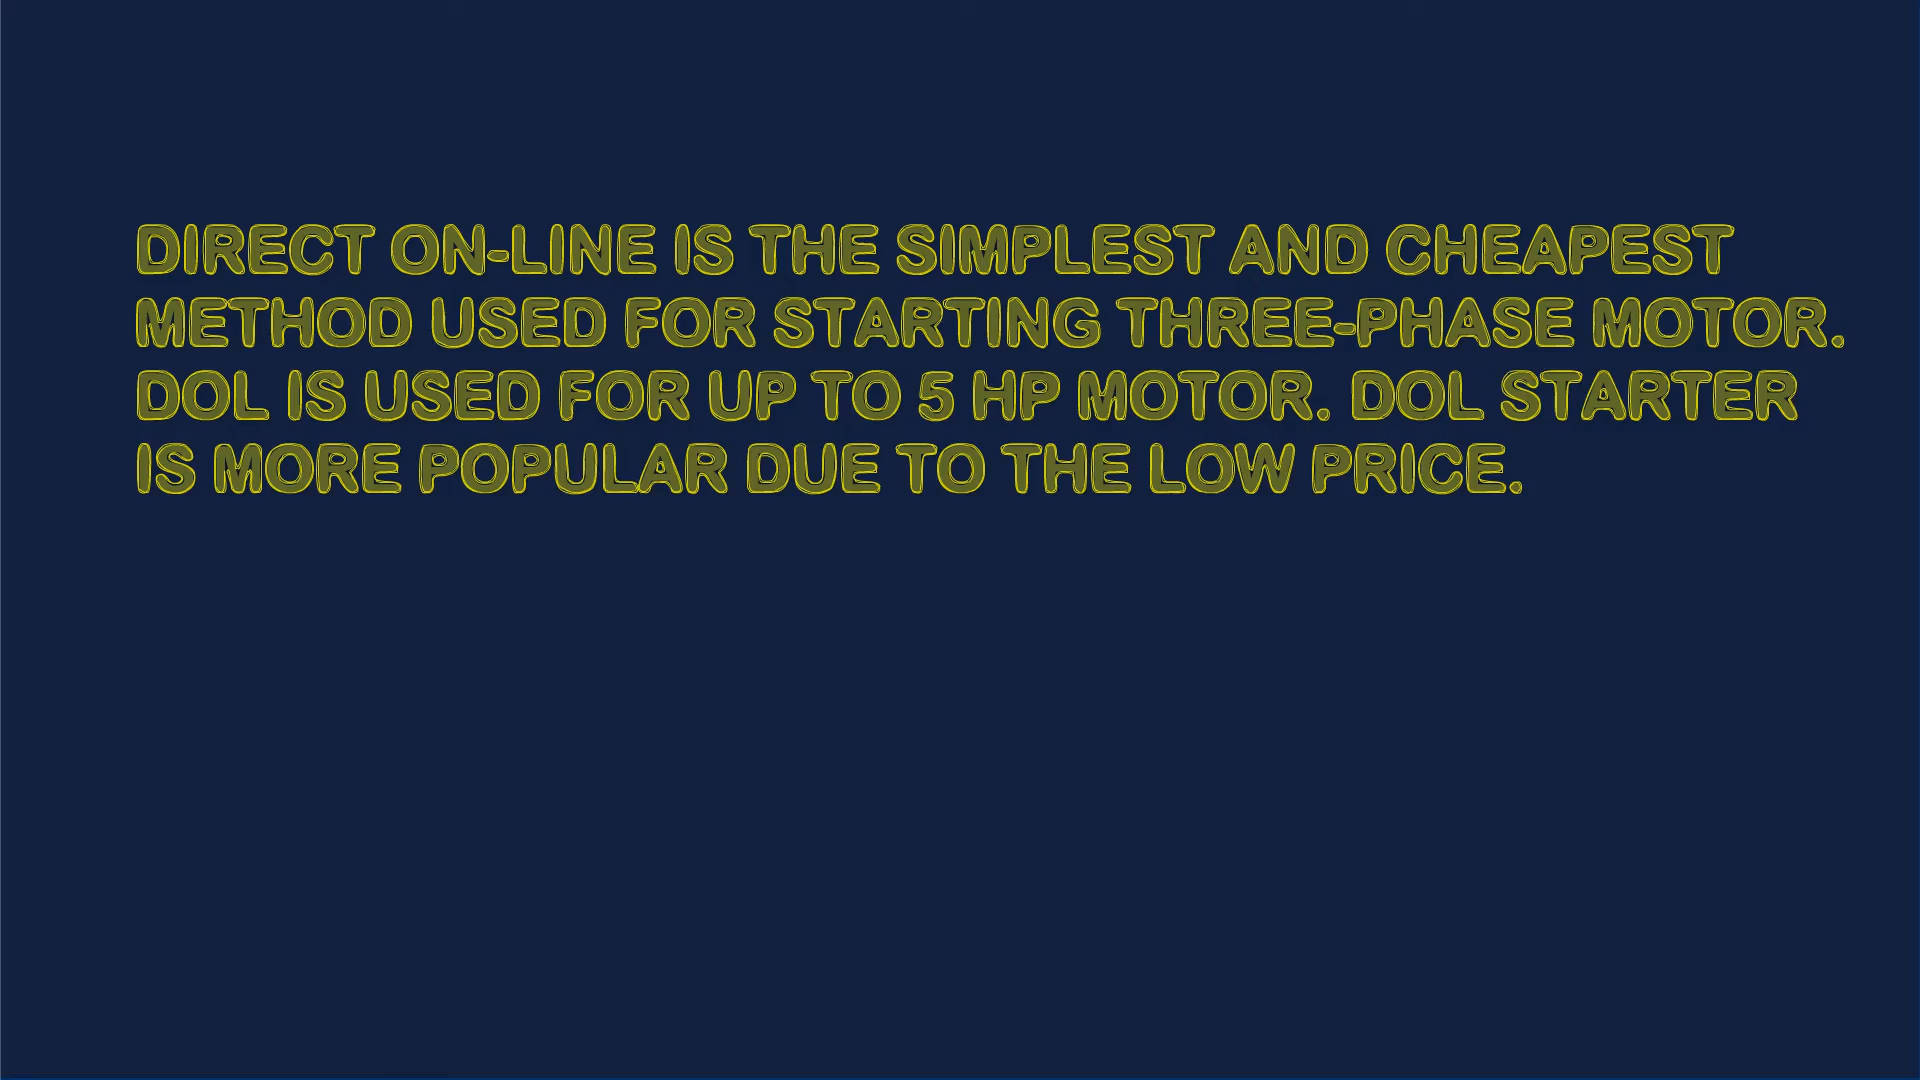 DIRECT ON-LINE IS THE SIMPLEST AND CHEAPEST
METHOD USED FOR STARTING THREE-PHASE MOTOR.
DOL IS USED FOR UP TO 5 HP MOTOR. DOL STARTER
IS MORE POPULAR DUE TO THE LOW PRICE.